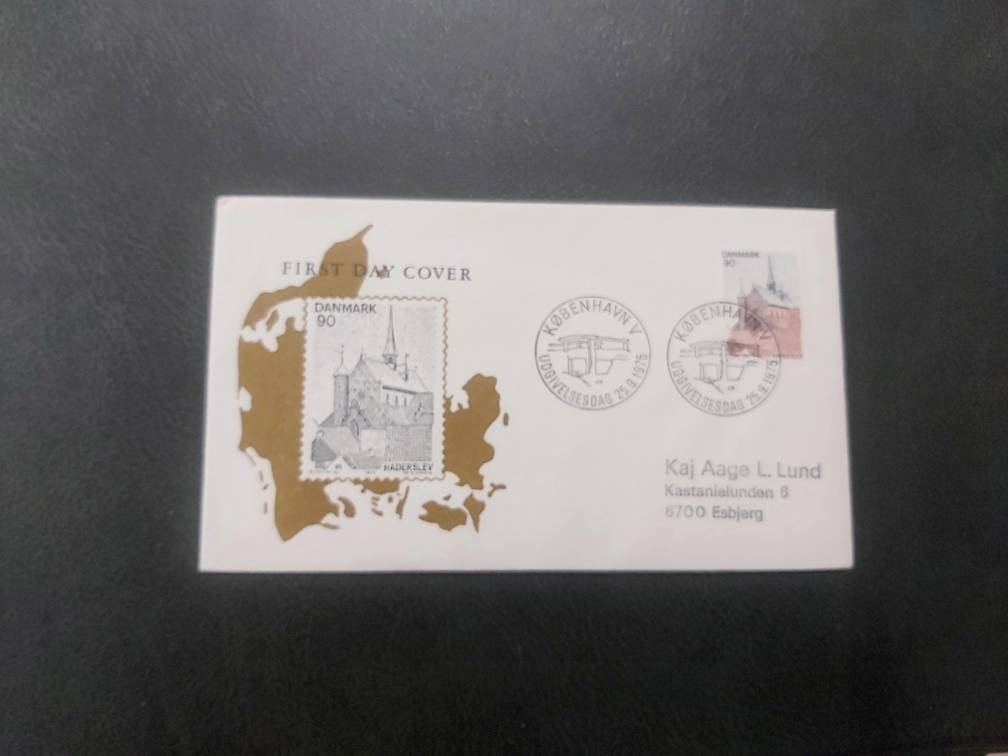 FIRST DAY COVER
DANMARK
90
HADERSLEV
KØBENHAVN V
UDGIVELSESDAG 25.9.1975
KØBENHAVN V
UDGIVELSESDAG 25.9.1975
DANMARK
90
Kaj Aage L. Lund
Kastanielunden 6
6700 Esbjerg